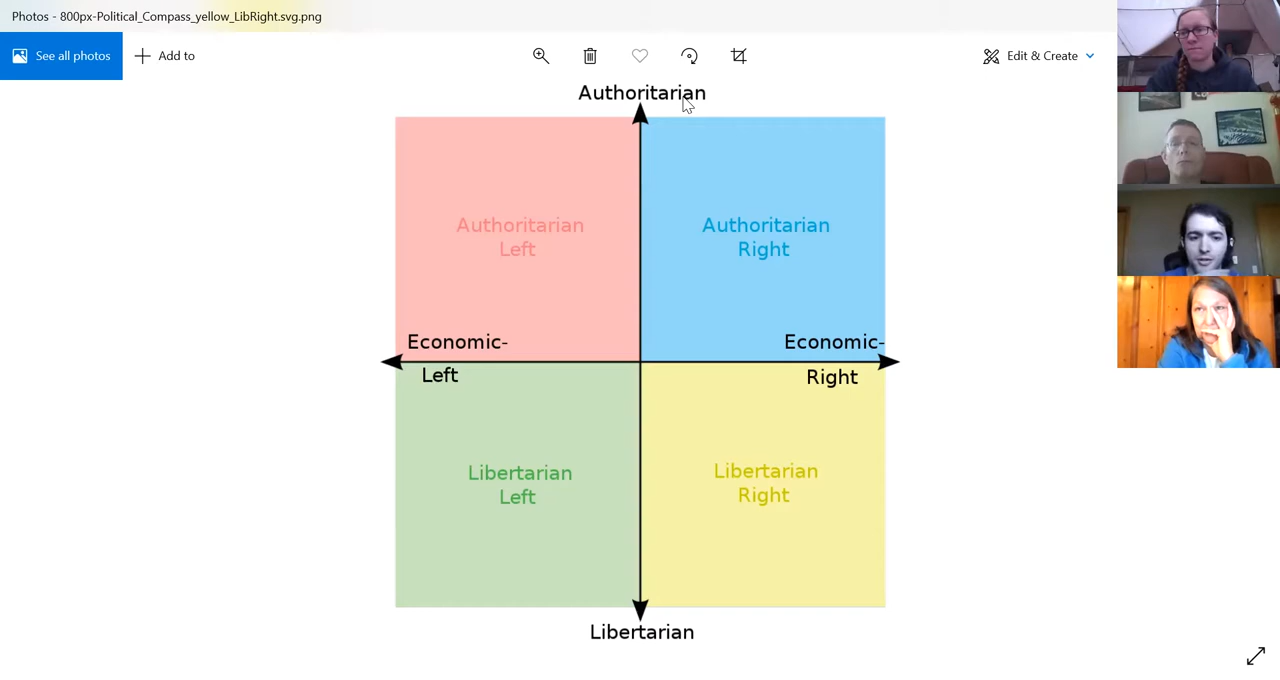 Photos - 800px-Political_Compass_yellow_LibRight.svg.png
See all photos
Add to
Edit & Create
Authoritarian
Authoritarian
Left
Authoritarian
Right
Economic-
Left
Economic-
Right
Libertarian
Left
Libertarian
Right
Libertarian